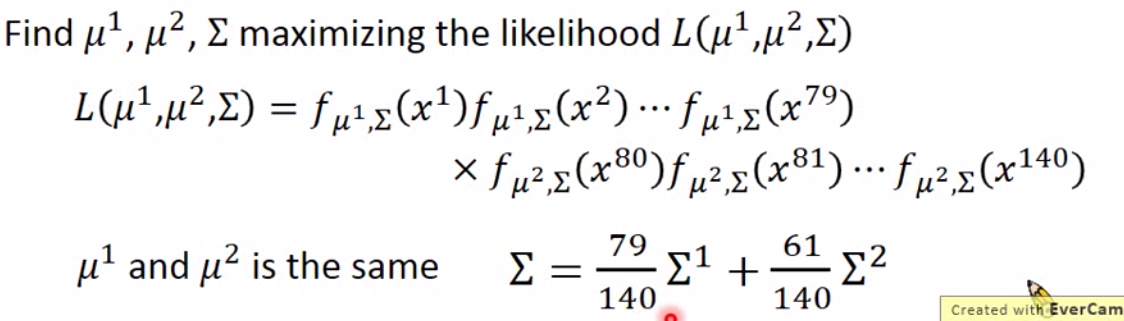 Find μ¹, μ², Σ maximizing the likelihood L(μ¹,μ²,Σ)
L(μ¹,μ²,Σ) = f_{μ¹,Σ}(x¹)f_{μ¹,Σ}(x²) ⋯ f_{μ¹,Σ}(x⁷⁹)
× f_{μ²,Σ}(x⁸⁰)f_{μ²,Σ}(x⁸¹) ⋯ f_{μ²,Σ}(x¹⁴⁰)
μ¹ and μ² is the same Σ = 79/140 Σ¹ + 61/140 Σ²
Created with EverCam